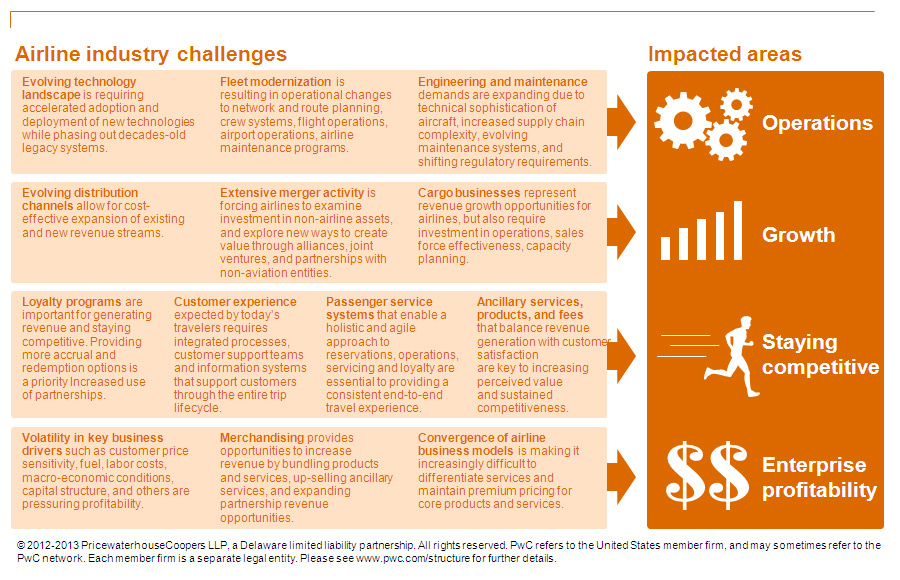 Airline industry challenges
Impacted areas
Evolving technology
landscape is requiring
accelerated adoption and
deployment of new technologies
while phasing out decades-old
legacy systems.
Fleet modernization is
resulting in operational changes
to network and route planning,
crew systems, flight operations,
airport operations, airline
maintenance programs.
Engineering and maintenance
demands are expanding due to
technical sophistication of
aircraft, increased supply chain
complexity, evolving
maintenance systems, and
shifting regulatory requirements.
Operations
Evolving distribution
channels allow for cost-
effective expansion of existing
and new revenue streams.
Extensive merger activity is
forcing airlines to examine
investment in non-airline assets,
and explore new ways to create
value through alliances, joint
ventures, and partnerships with
non-aviation entities.
Cargo businesses represent
revenue growth opportunities for
airlines, but also require
investment in operations, sales
force effectiveness, capacity
planning.
Growth
Loyalty programs are
important for generating
revenue and staying
competitive. Providing
more accrual and
redemption options is
a priority Increased use
of partnerships.
Customer experience
expected by today's
travelers requires
integrated processes,
customer support teams
and information systems
that support customers
through the entire trip
lifecycle.
Passenger service
systems that enable a
holistic and agile
approach to
reservations, operations,
servicing and loyalty are
essential to providing a
consistent end-to-end
travel experience.
Ancillary services,
products, and fees
that balance revenue
generation with customer
satisfaction
are key to increasing
perceived value
and sustained
competitiveness.
Staying
competitive
Volatility in key business
drivers such as customer price
sensitivity, fuel, labor costs,
macro-economic conditions,
capital structure, and others are
pressuring profitability.
Merchandising provides
opportunities to increase
revenue by bundling products
and services, up-selling ancillary
services, and expanding
partnership revenue
opportunities.
Convergence of airline
business models is making it
increasingly difficult to
differentiate services and
maintain premium pricing for
core products and services.
$$
Enterprise
profitability
© 2012-2013 PricewaterhouseCoopers LLP, a Delaware limited liability partnership. All rights reserved. PwC refers to the United States member firm, and may sometimes refer to the
PwC network. Each member firm is a separate legal entity. Please see www.pwc.com/structure for further details.